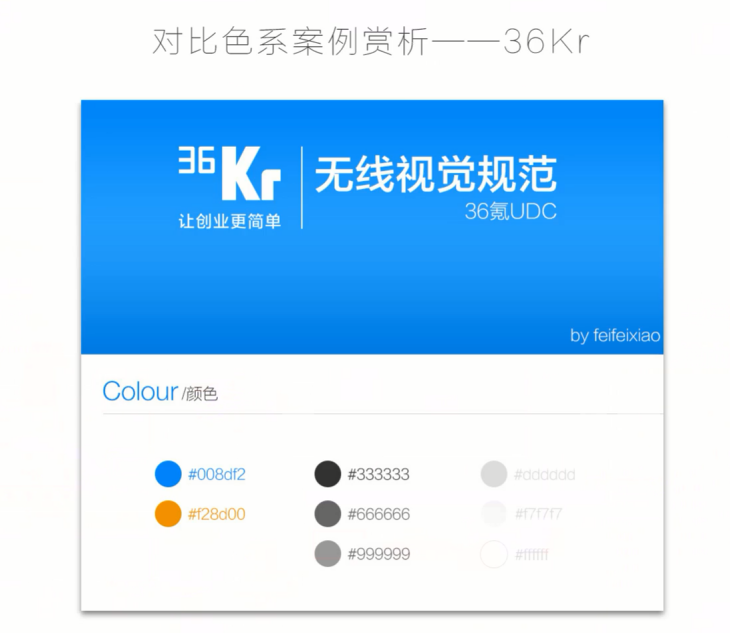 对比色系案例赏析——36Kr
36Kr
让创业更简单
无线视觉规范
36氪UDC
by feifeixiao
Colour/颜色
#008df2
#333333
#dddddd
#f28d00
#666666
#f7f7f7
#999999
#ffffff